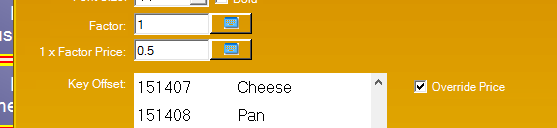 Factor: 1
1 x Factor Price: 0.5
Key Offset: 151407 Cheese Override Price
151408 Pan